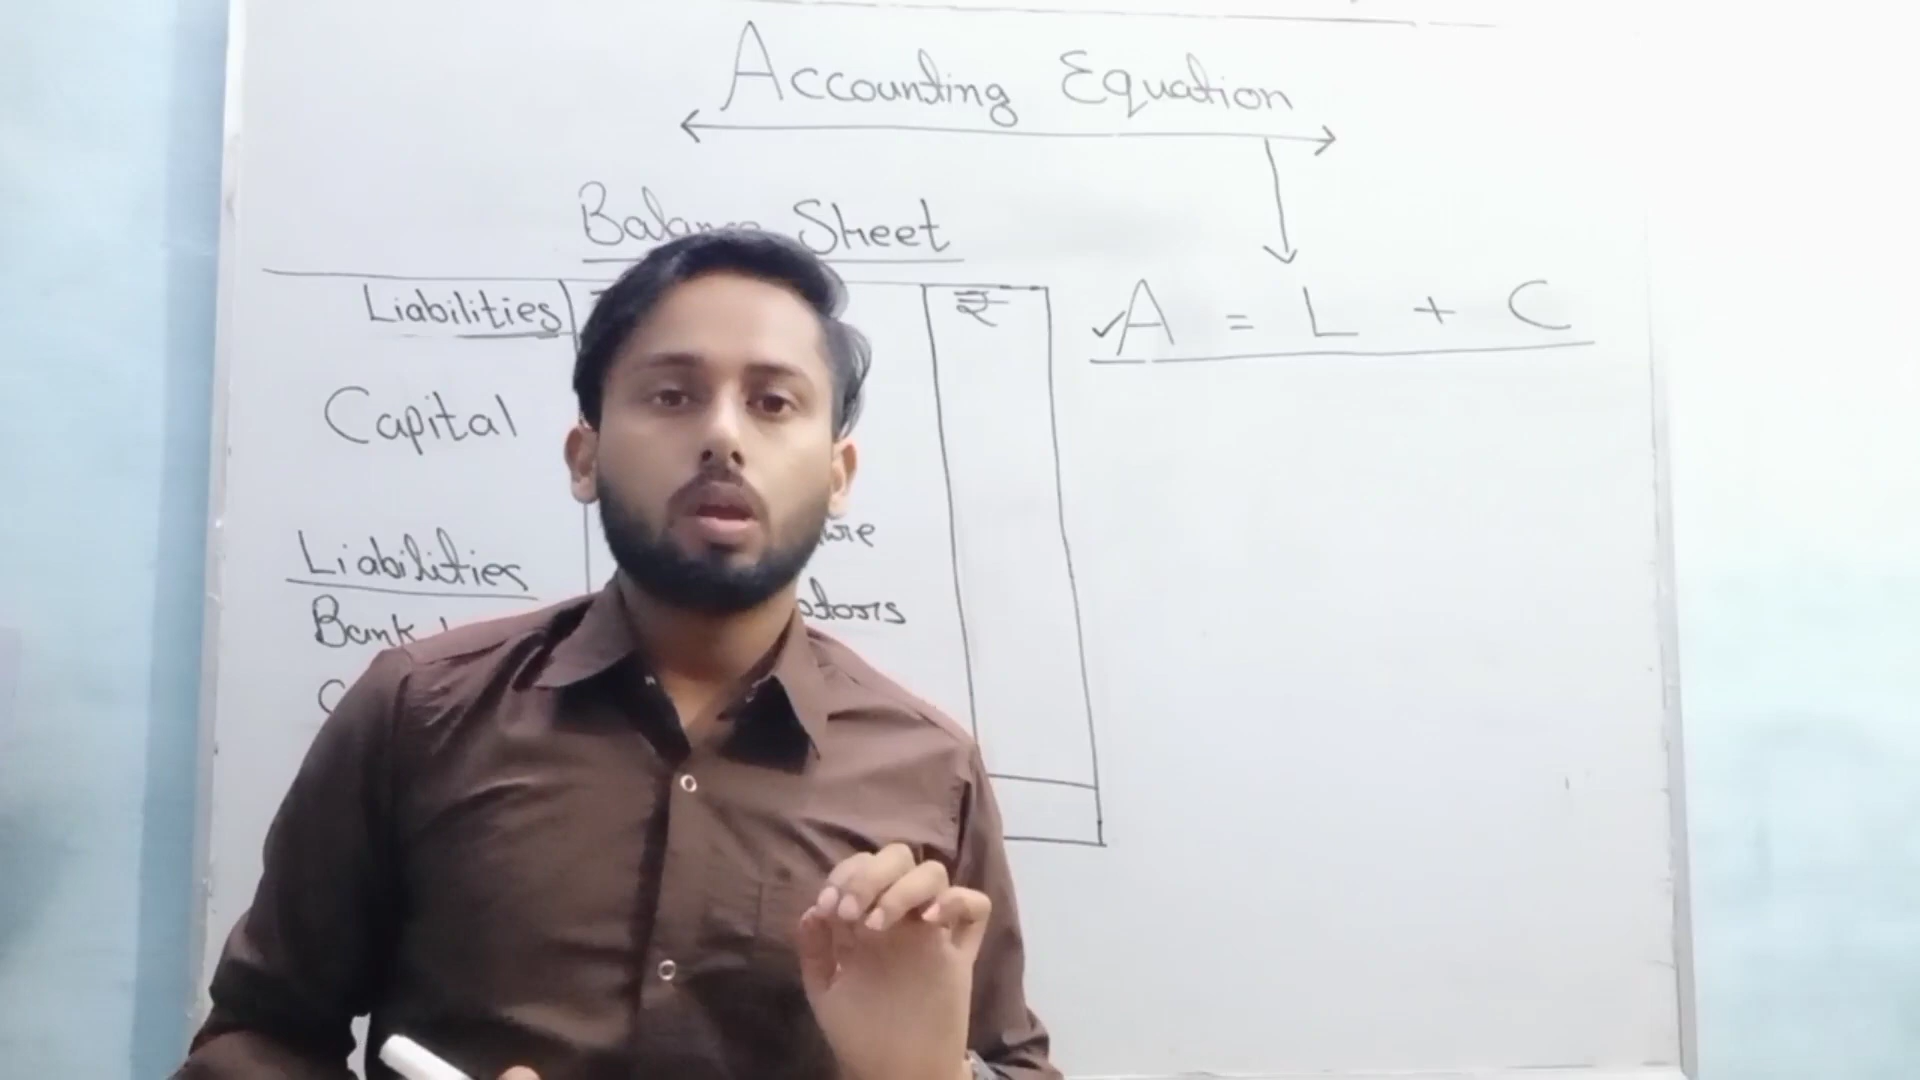 Accounting Equation
Balance Sheet
Liabilities ₹
A = L + C
Capital
Liabilities
Bank